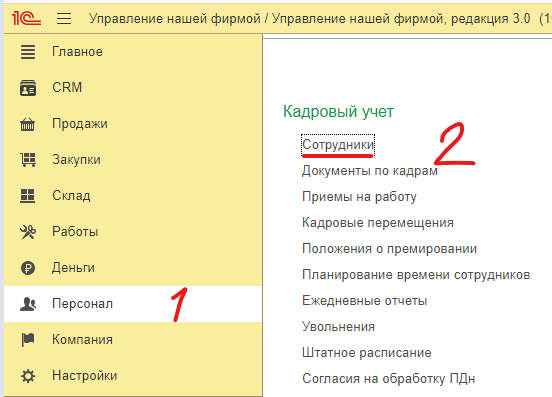 1С Управление нашей фирмой / Управление нашей фирмой, редакция 3.0 (1
Главное
CRM
Продажи
Закупки
Склад
Работы
Деньги
Персонал 1
Компания
Настройки
Кадровый учет
Сотрудники 2
Документы по кадрам
Приемы на работу
Кадровые перемещения
Положения о премировании
Планирование времени сотрудников
Ежедневные отчеты
Увольнения
Штатное расписание
Согласия на обработку ПДн